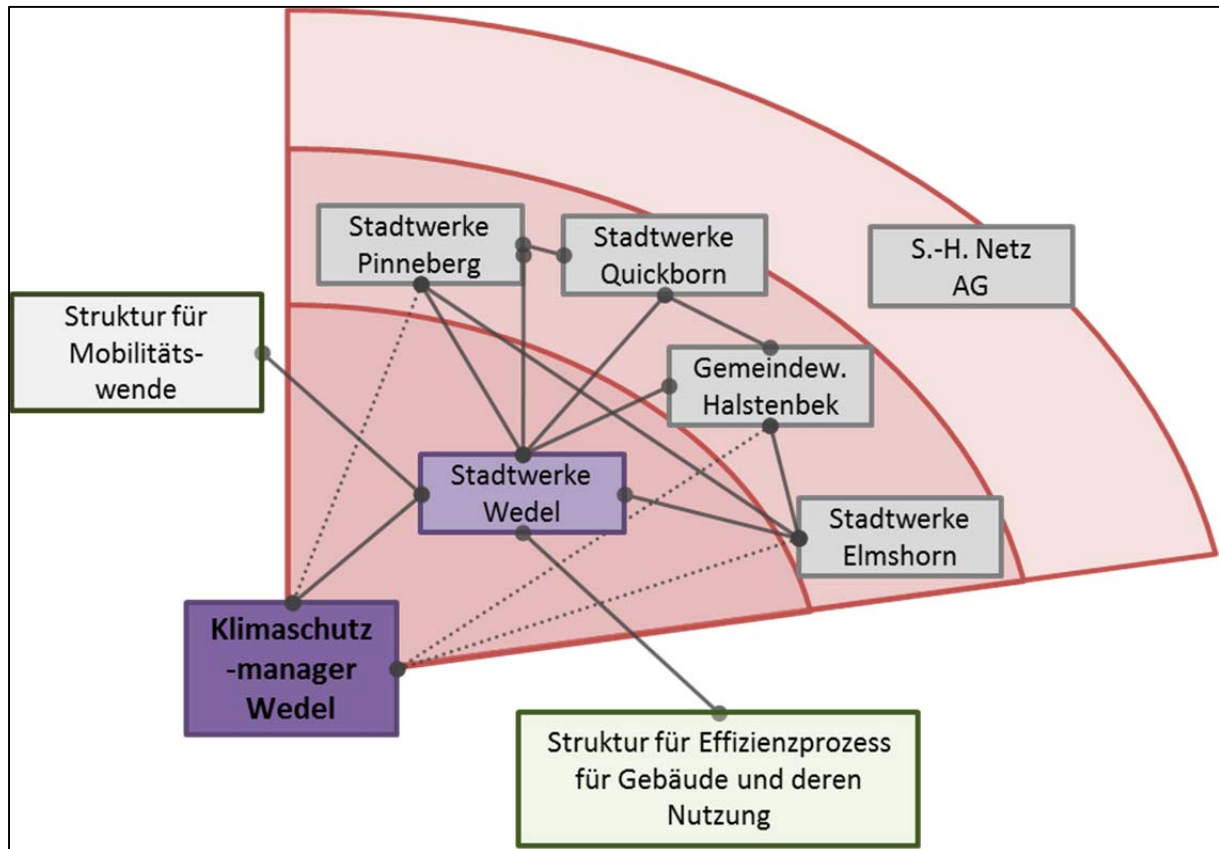 Stadtwerke
Pinneberg
Stadtwerke
Quickborn
S.-H. Netz
AG
Struktur für
Mobilitäts-
wende
Gemeindew.
Halstenbek
Stadtwerke
Wedel
Stadtwerke
Elmshorn
Klimaschutz
-manager
Wedel
Struktur für Effizienzprozess
für Gebäude und deren
Nutzung